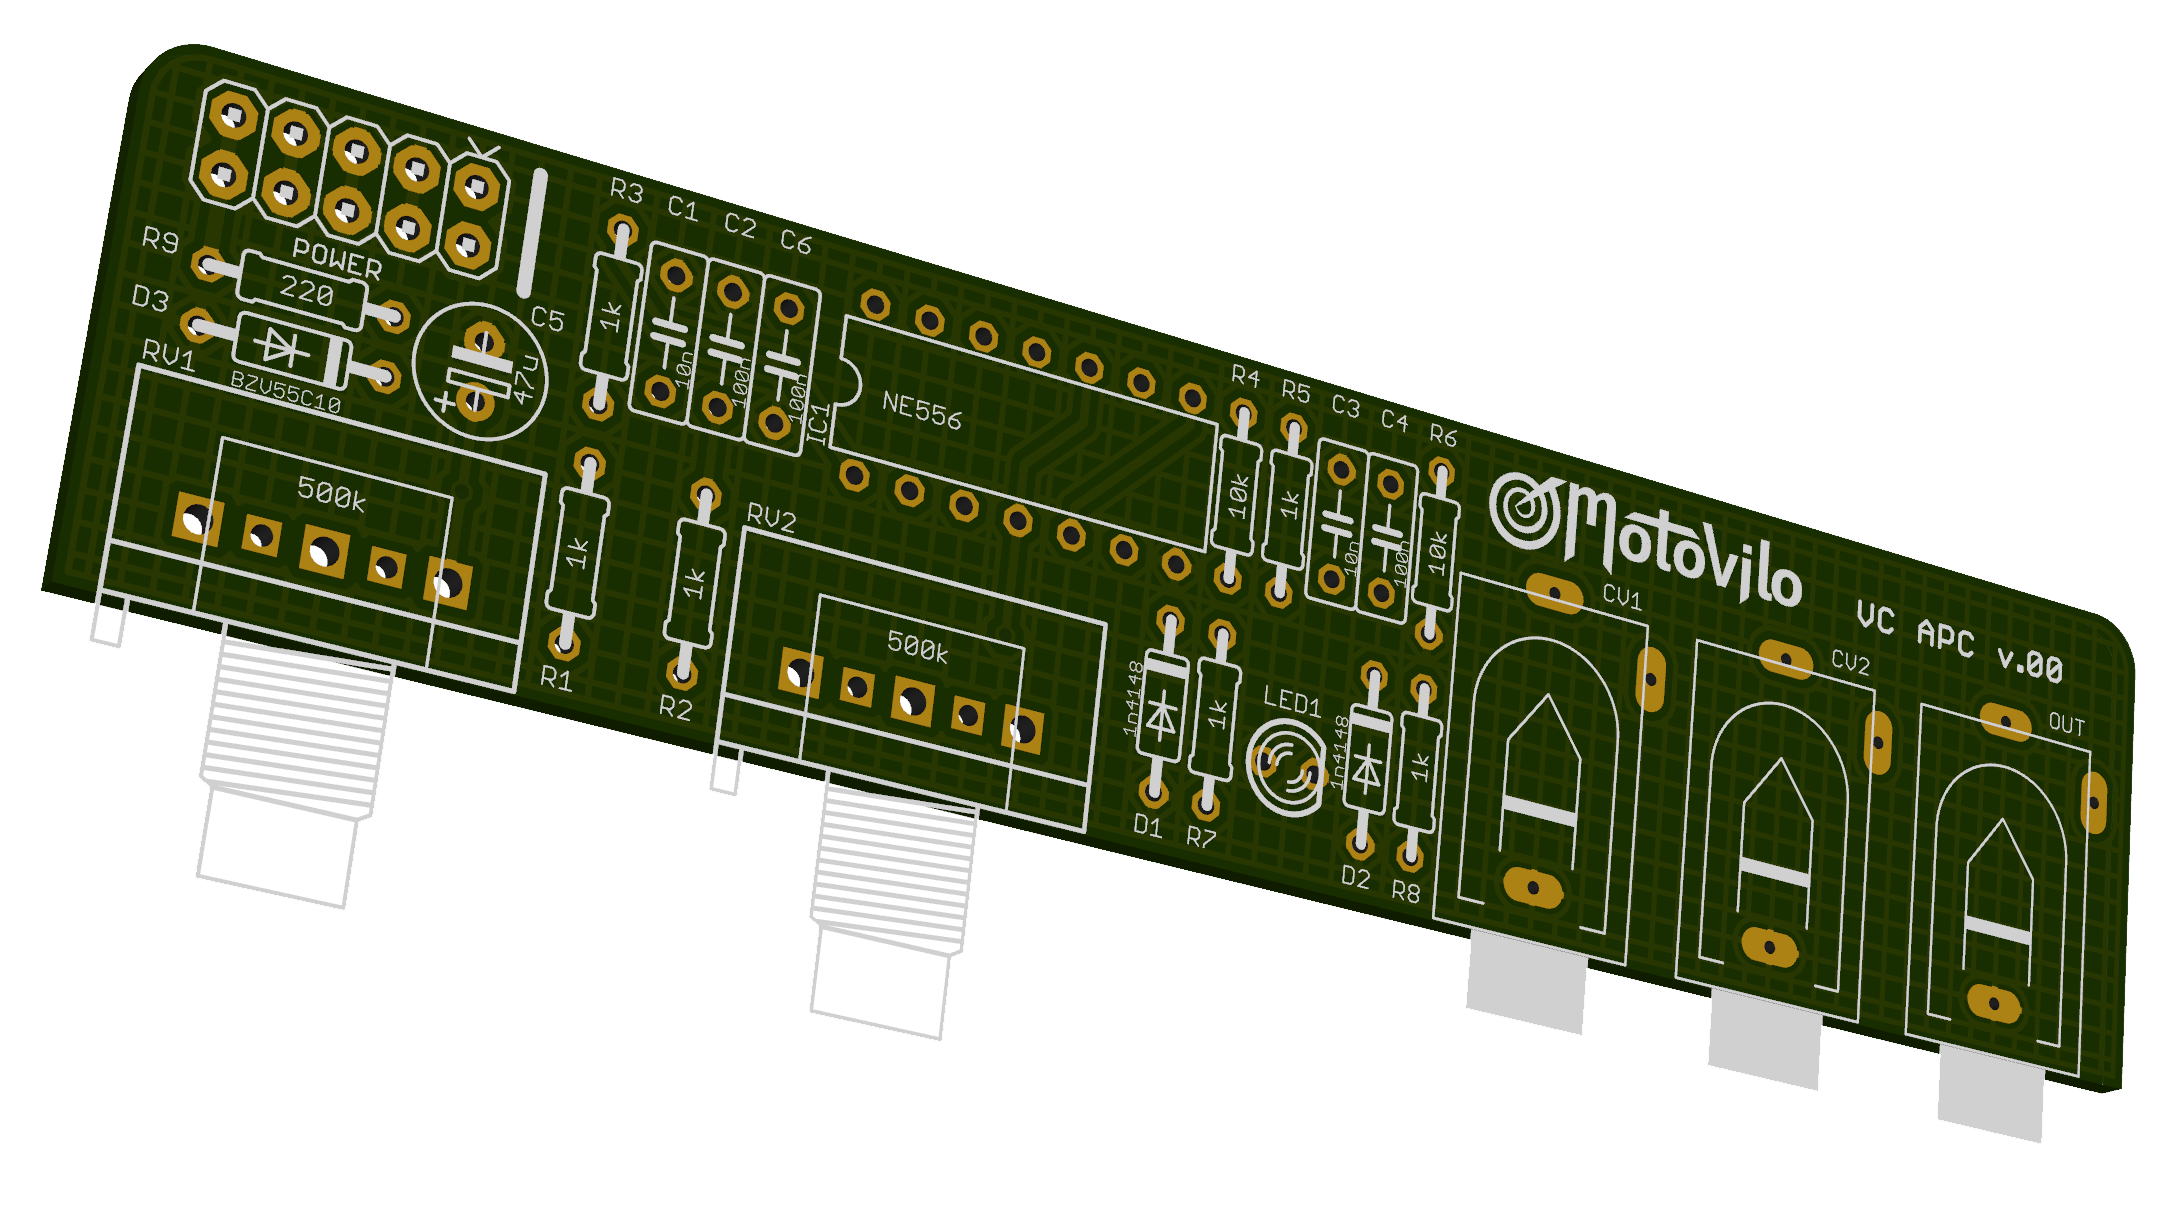 POWER
R9
220
D3
BZV55C10
C5
47u
+
R3
1k
C1
10n
C2
100n
C6
100n
IC1
NE556
RV1
500k
1k
R1
1k
R2
RV2
500k
R4
10k
R5
1k
C3
10n
C4
100n
R6
10k
motovilo
VC APC v.00
1n4148
D1
1k
R7
LED1
1n4148
D2
1k
R8
CV1
CV2
OUT